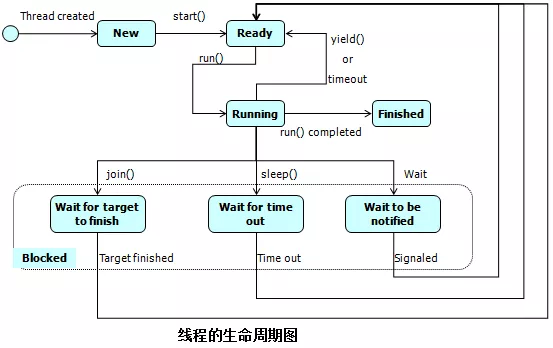 Thread created
start()
New
Ready
yield()
or
timeout
run()
Running
Finished
run() completed
join()
sleep()
Wait
Wait for target
to finish
Wait for time
out
Wait to be
notified
Blocked
Target finished
Time out
Signaled
线程的生命周期图